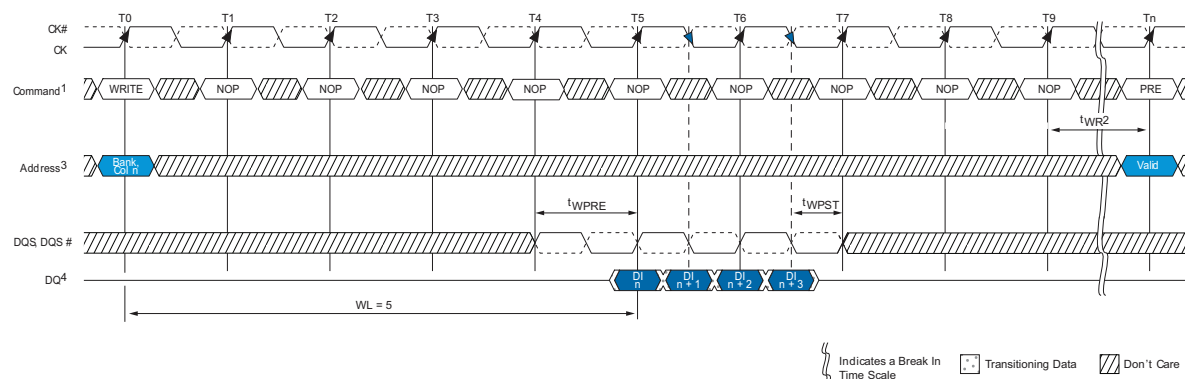 T0 T1 T2 T3 T4 T5 T6 T7 T8 T9 Tn
CK#
CK
Command1 WRITE NOP NOP NOP NOP NOP NOP NOP NOP NOP PRE
tWR2
Address3 Bank, Col n Valid
tWPRE tWPST
DQS, DQS #
DQ4 DI n DI n + 1 DI n + 2 DI n + 3
WL = 5
Indicates a Break In
Time Scale
Transitioning Data
Don't Care